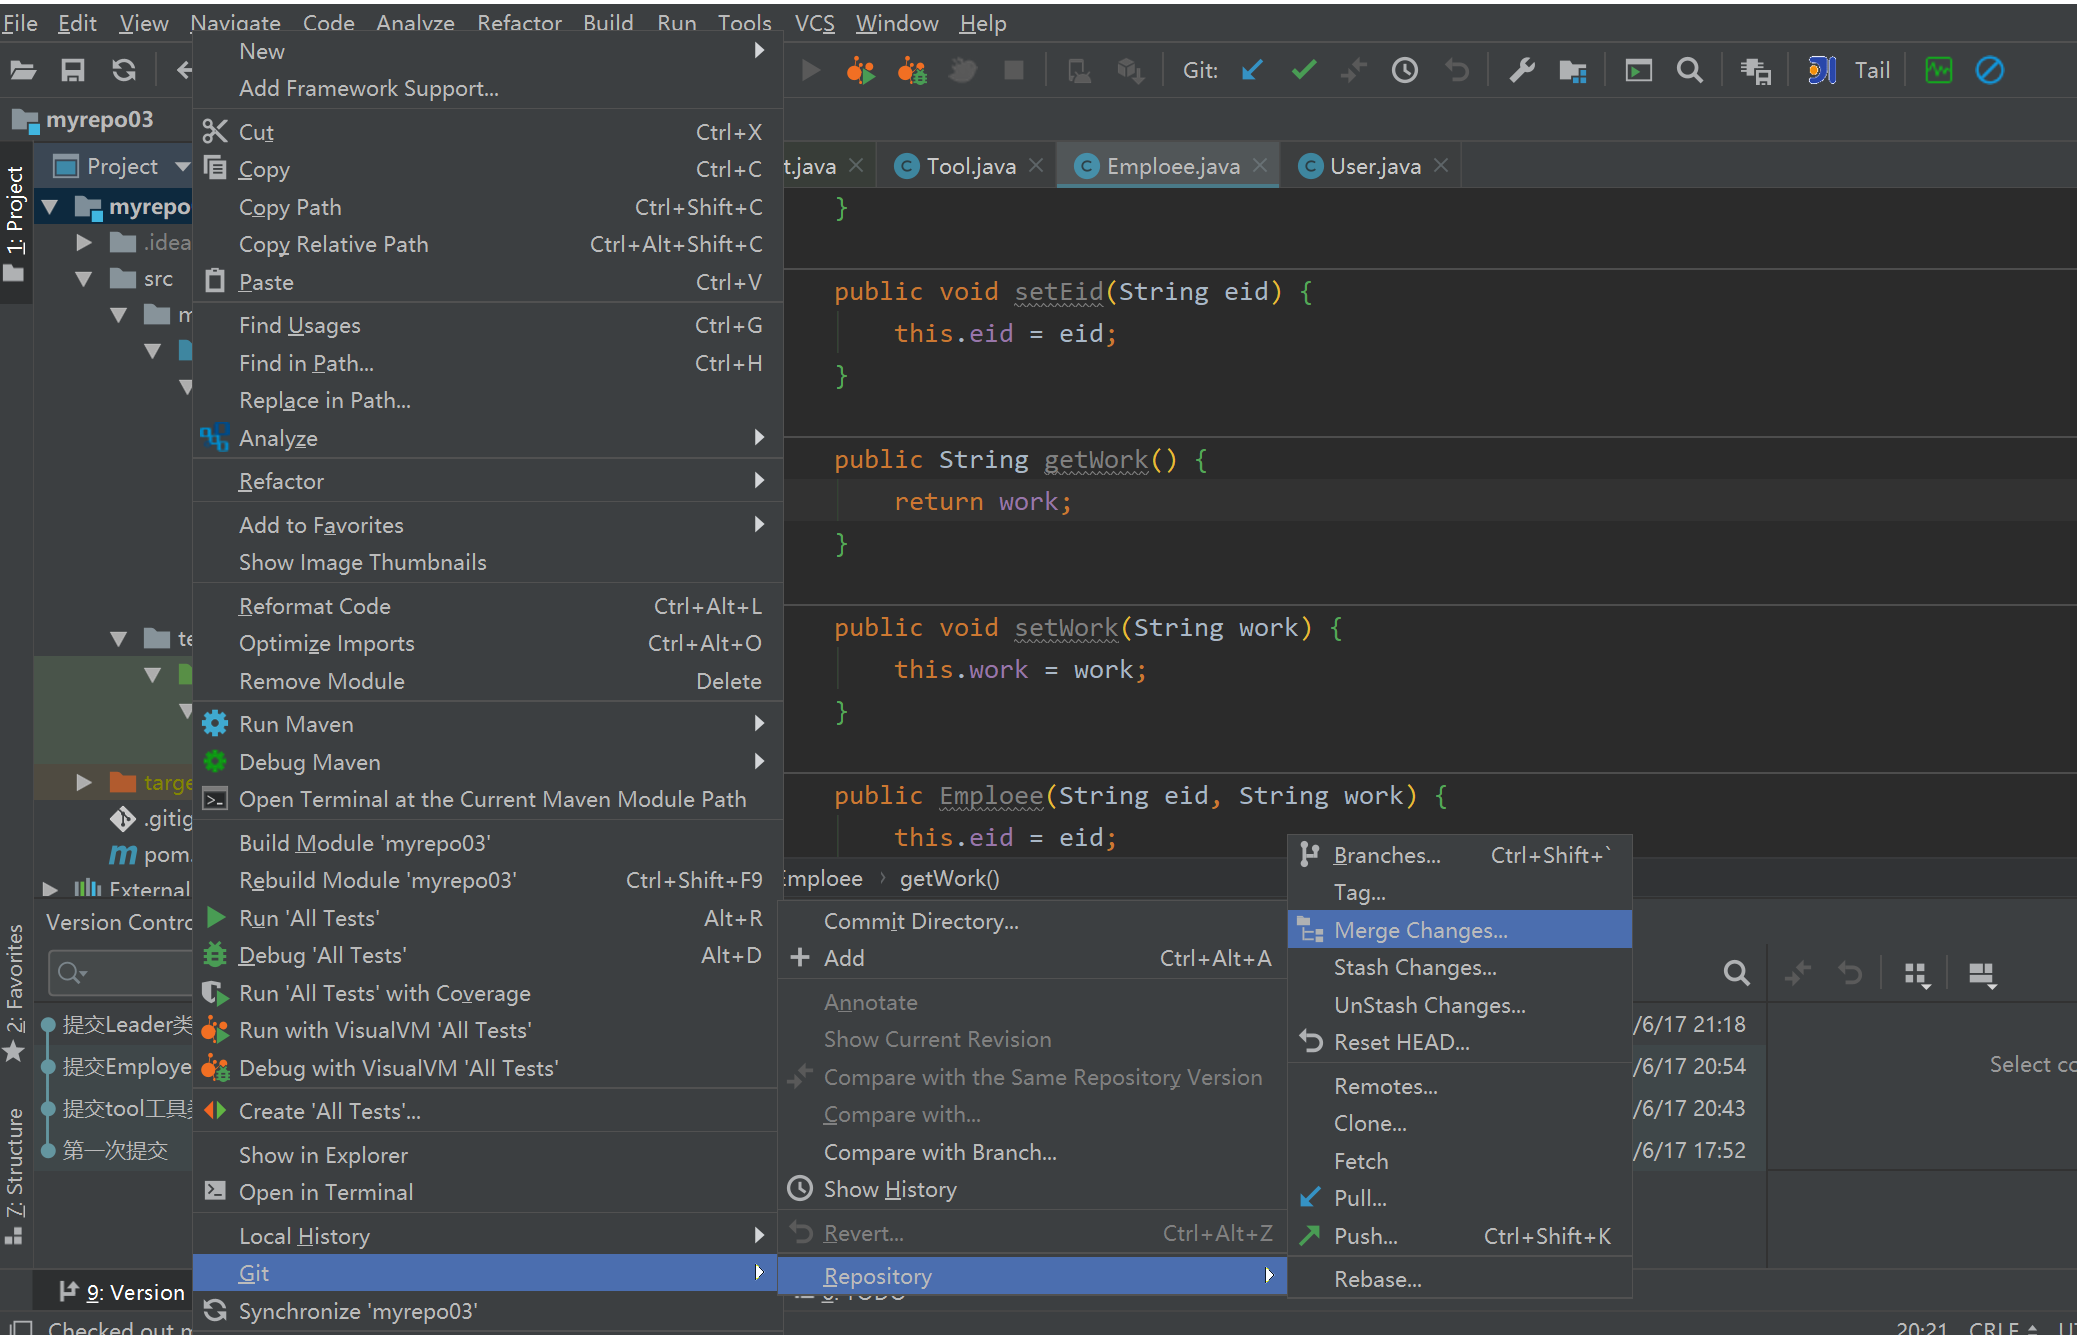 File Edit View Navigate Code Analyze Refactor Build Run Tools VCS Window Help
Git: Tail
myrepo03
Project
t.java Tool.java Emploee.java User.java
1: Project
2: Favorites
7: Structure
myrepo
.idea
src
m
te
targe
.gitig
pom.
External
Version Contro
提交Leader类
提交Employe
提交tool工具
第一次提交
9: Version
Checked out m
New
Add Framework Support...
Cut Ctrl+X
Copy Ctrl+C
Copy Path Ctrl+Shift+C
Copy Relative Path Ctrl+Alt+Shift+C
Paste Ctrl+V
Find Usages Ctrl+G
Find in Path... Ctrl+H
Replace in Path...
Analyze
Refactor
Add to Favorites
Show Image Thumbnails
Reformat Code Ctrl+Alt+L
Optimize Imports Ctrl+Alt+O
Remove Module Delete
Run Maven
Debug Maven
Open Terminal at the Current Maven Module Path
Build Module 'myrepo03'
Rebuild Module 'myrepo03' Ctrl+Shift+F9
Run 'All Tests' Alt+R
Debug 'All Tests' Alt+D
Run 'All Tests' with Coverage
Run with VisualVM 'All Tests'
Debug with VisualVM 'All Tests'
Create 'All Tests'...
Show in Explorer
Open in Terminal
Local History
Git
Synchronize 'myrepo03'
}
public void setEid(String eid) {
this.eid = eid;
}
public String getWork() {
return work;
}
public void setWork(String work) {
this.work = work;
}
public Emploee(String eid, String work) {
this.eid = eid;
Emploee › getWork()
Commit Directory...
Add Ctrl+Alt+A
Annotate
Show Current Revision
Compare with the Same Repository Version
Compare with...
Compare with Branch...
Show History
Revert... Ctrl+Alt+Z
Repository
6: TODO
Branches... Ctrl+Shift+`
Tag...
Merge Changes...
Stash Changes...
UnStash Changes...
Reset HEAD...
Remotes...
Clone...
Fetch
Pull...
Push... Ctrl+Shift+K
Rebase...
/6/17 21:18
/6/17 20:54
/6/17 20:43
/6/17 17:52
Select co
20:21 CRLF